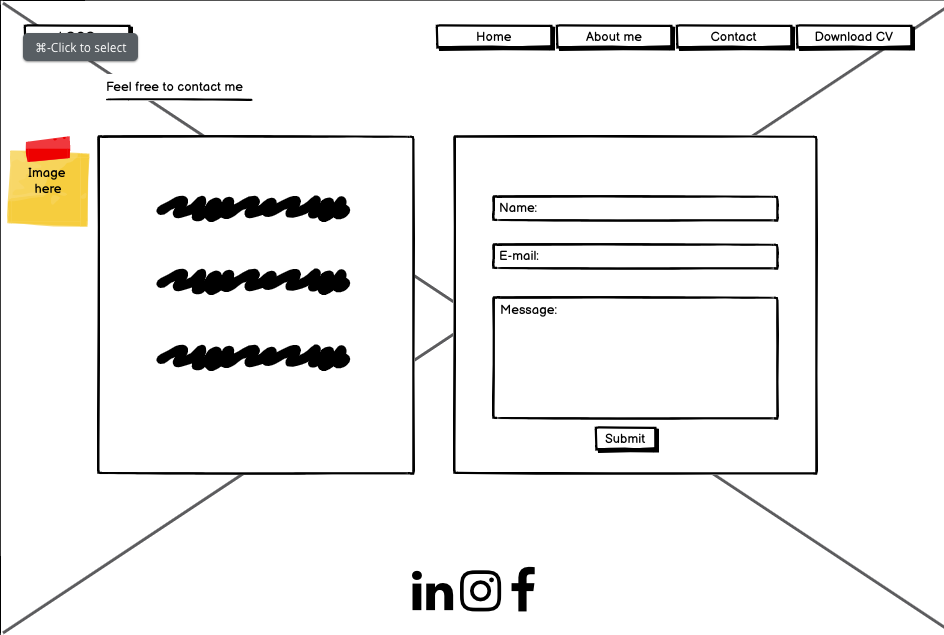 ⌘-Click to select
Home
About me
Contact
Download CV
Feel free to contact me
Image
here
Name:
E-mail:
Message:
Submit
in
f